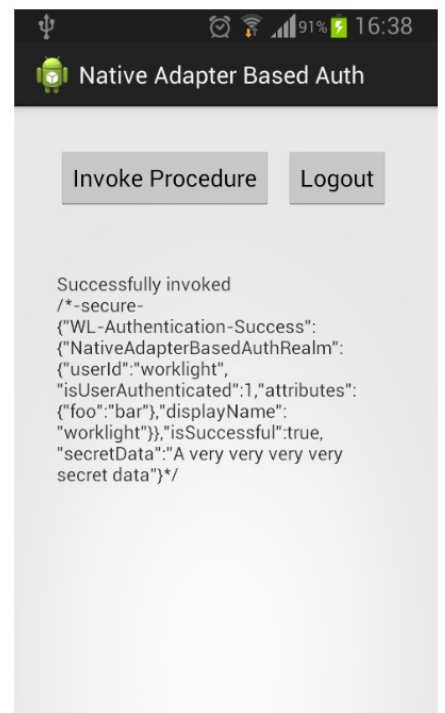 91% 16:38
Native Adapter Based Auth
Invoke Procedure Logout
Successfully invoked
/*-secure-
{"WL-Authentication-Success":
{"NativeAdapterBasedAuthRealm":
{"userId":"worklight",
"isUserAuthenticated":1,"attributes":
{"foo":"bar"},"displayName":
"worklight"}},"isSuccessful":true,
"secretData":"A very very very very
secret data"}*/